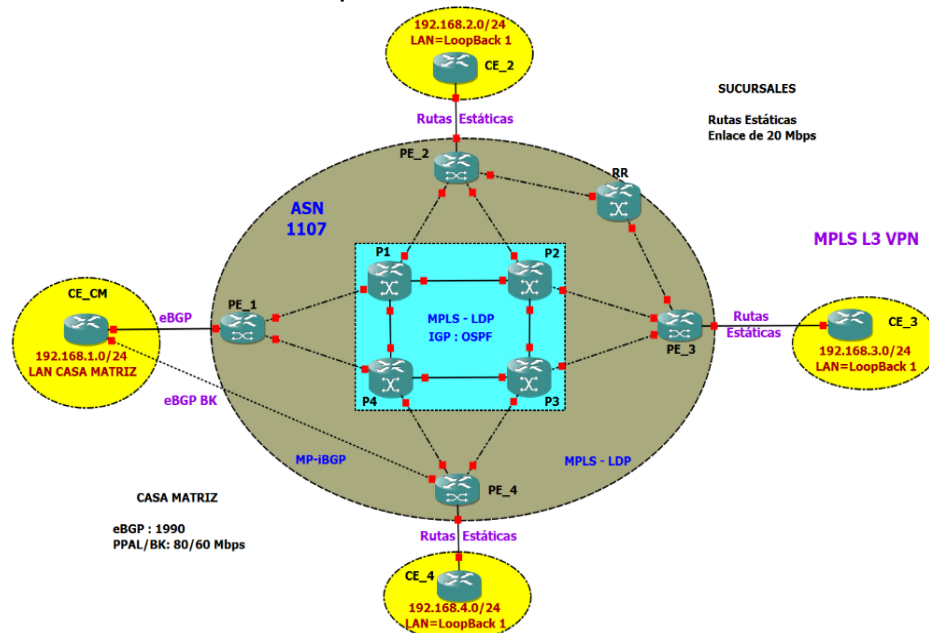 192.168.2.0/24
LAN=LoopBack 1
CE_2
SUCURSALES
Rutas Estáticas
Enlace de 20 Mbps
Rutas Estáticas
PE_2
RR
ASN
1107
MPLS L3 VPN
P1
P2
CE_CM
eBGP
PE_1
MPLS - LDP
IGP : OSPF
Rutas
Estáticas
CE_3
PE_3
192.168.1.0/24
LAN CASA MATRIZ
192.168.3.0/24
LAN=LoopBack 1
P4
P3
eBGP BK
MP-iBGP
MPLS - LDP
PE_4
CASA MATRIZ
eBGP : 1990
PPAL/BK: 80/60 Mbps
Rutas Estáticas
CE_4
192.168.4.0/24
LAN=LoopBack 1